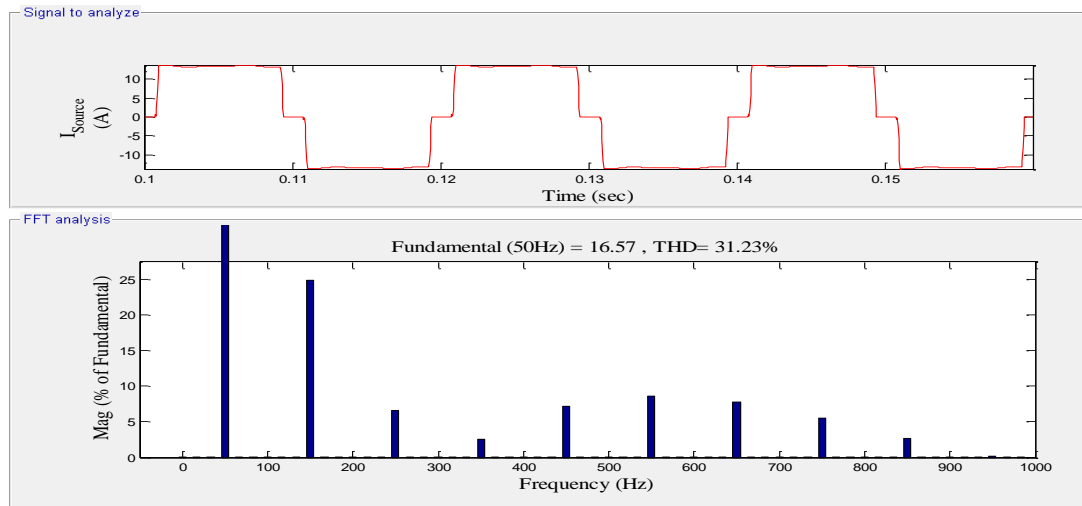 Signal to analyze
10
5
0
-5
-10
I_Source
(A)
0.1 0.11 0.12 0.13 0.14 0.15
Time (sec)
FFT analysis
Fundamental (50Hz) = 16.57 , THD= 31.23%
25
20
15
10
5
0
Mag (% of Fundamental)
0 100 200 300 400 500 600 700 800 900 1000
Frequency (Hz)